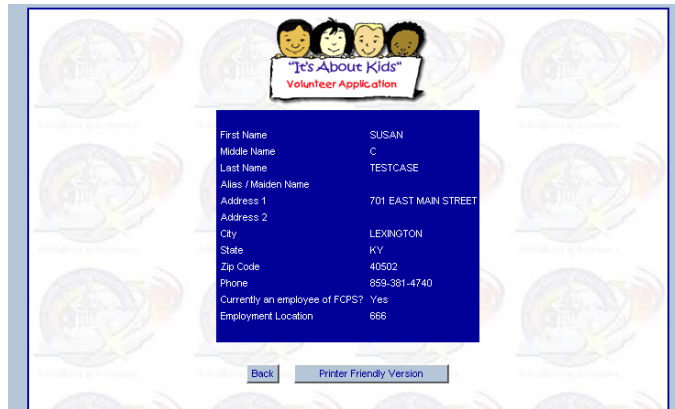 "It's About Kids"
Volunteer Application
First Name SUSAN
Middle Name C
Last Name TESTCASE
Alias / Maiden Name
Address 1 701 EAST MAIN STREET
Address 2
City LEXINGTON
State KY
Zip Code 40502
Phone 859-381-4740
Currently an employee of FCPS? Yes
Employment Location 666
Back Printer Friendly Version